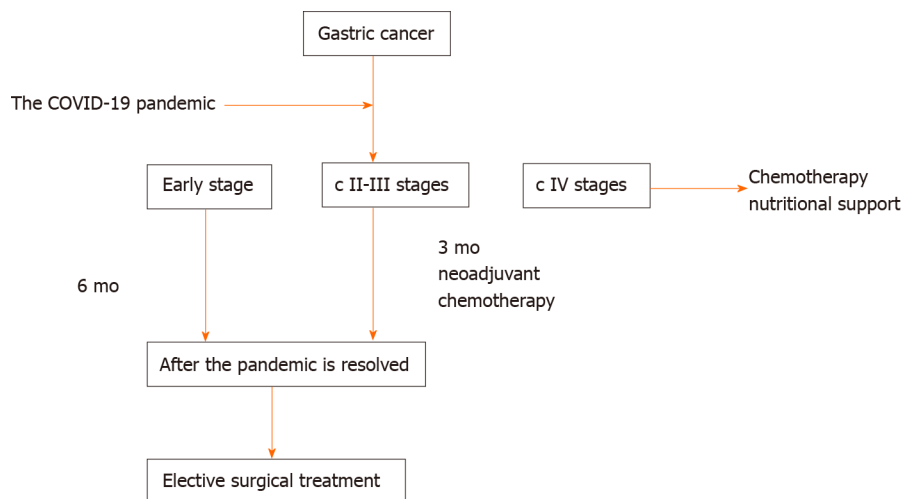 Gastric cancer
The COVID-19 pandemic
Early stage
c II-III stages
c IV stages
Chemotherapy
nutritional support
6 mo
3 mo
neoadjuvant
chemotherapy
After the pandemic is resolved
Elective surgical treatment